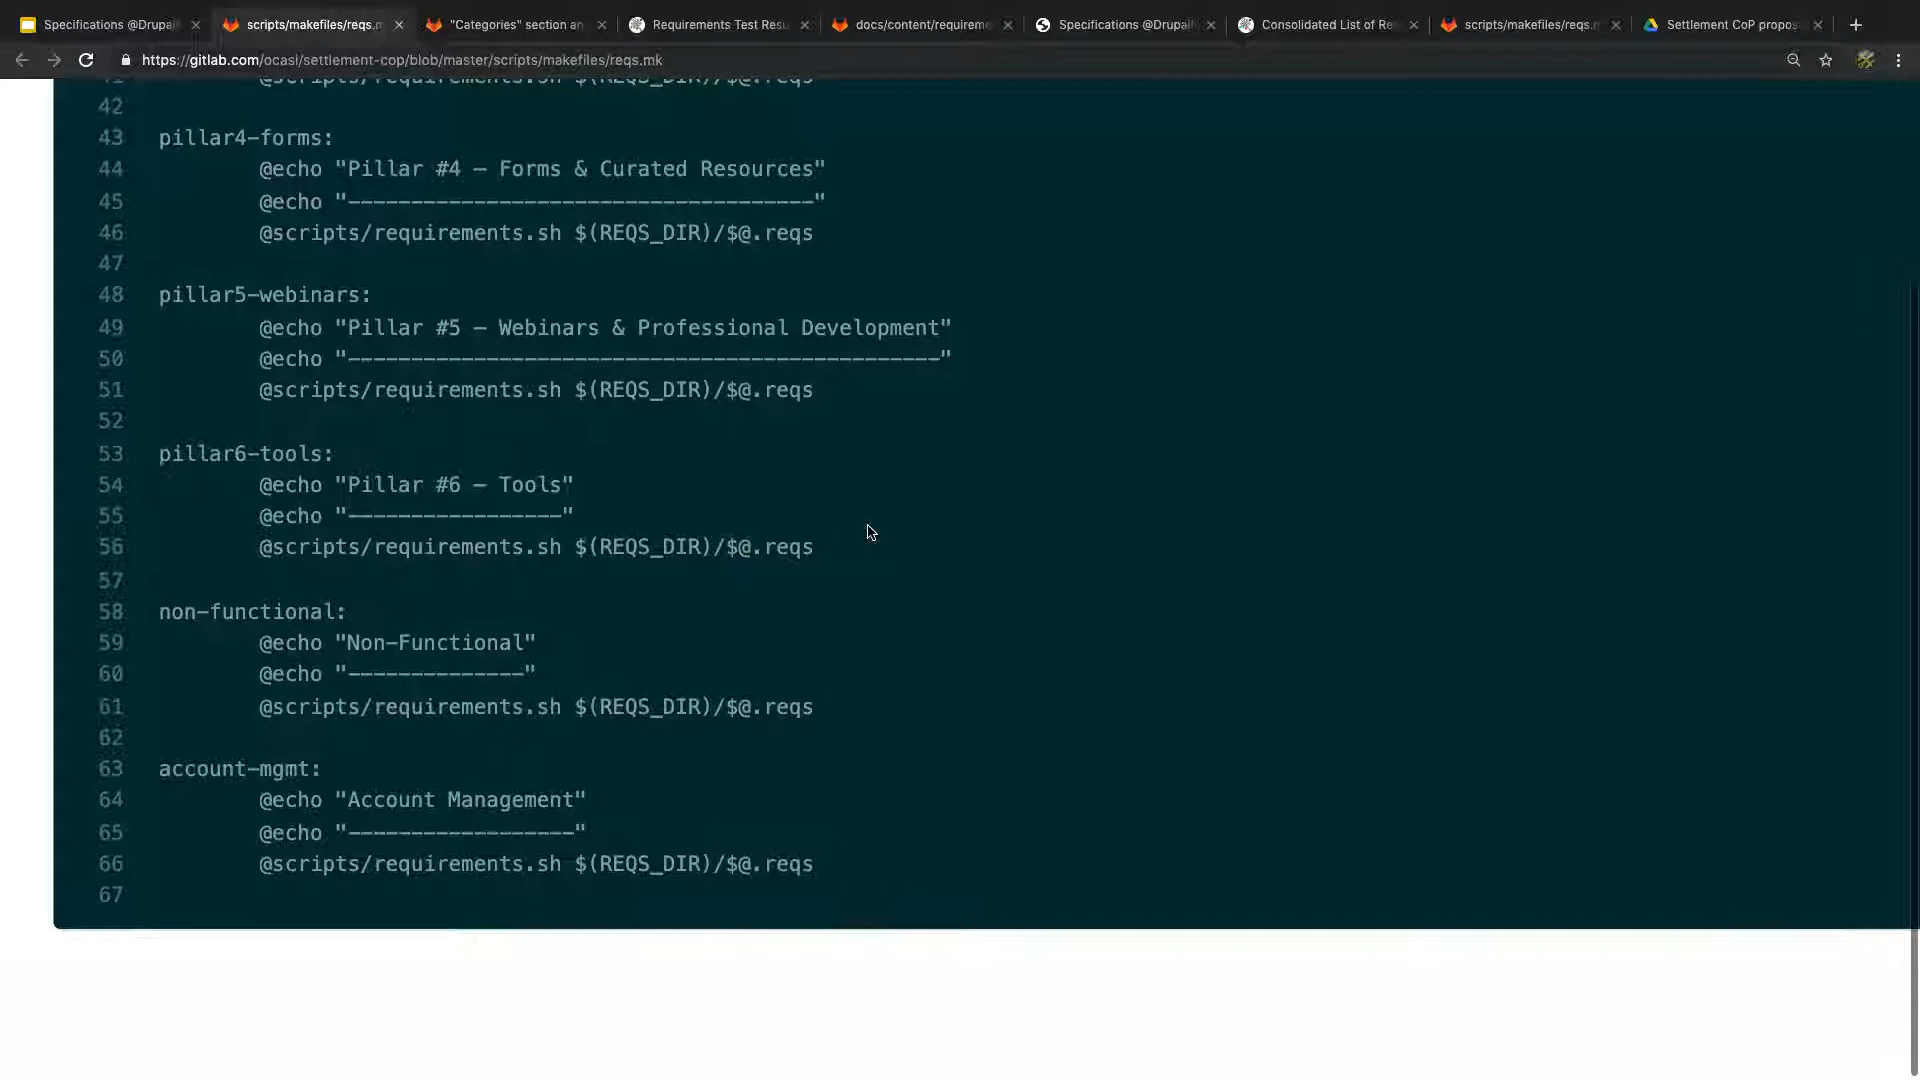 Specifications @Drupal
scripts/makefiles/reqs.m
"Categories" section an
Requirements Test Resu
docs/content/requireme
Specifications @Drupal
Consolidated List of Re
scripts/makefiles/reqs.m
Settlement CoP propos
https://gitlab.com/ocasi/settlement-cop/blob/master/scripts/makefiles/reqs.mk
41 @scripts/requirements.sh $(REQS_DIR)/$@.reqs
42
43 pillar4-forms:
44 @echo "Pillar #4 - Forms & Curated Resources"
45 @echo "-------------------------------------"
46 @scripts/requirements.sh $(REQS_DIR)/$@.reqs
47
48 pillar5-webinars:
49 @echo "Pillar #5 - Webinars & Professional Development"
50 @echo "-----------------------------------------------"
51 @scripts/requirements.sh $(REQS_DIR)/$@.reqs
52
53 pillar6-tools:
54 @echo "Pillar #6 - Tools"
55 @echo "-----------------"
56 @scripts/requirements.sh $(REQS_DIR)/$@.reqs
57
58 non-functional:
59 @echo "Non-Functional"
60 @echo "--------------"
61 @scripts/requirements.sh $(REQS_DIR)/$@.reqs
62
63 account-mgmt:
64 @echo "Account Management"
65 @echo "------------------"
66 @scripts/requirements.sh $(REQS_DIR)/$@.reqs
67